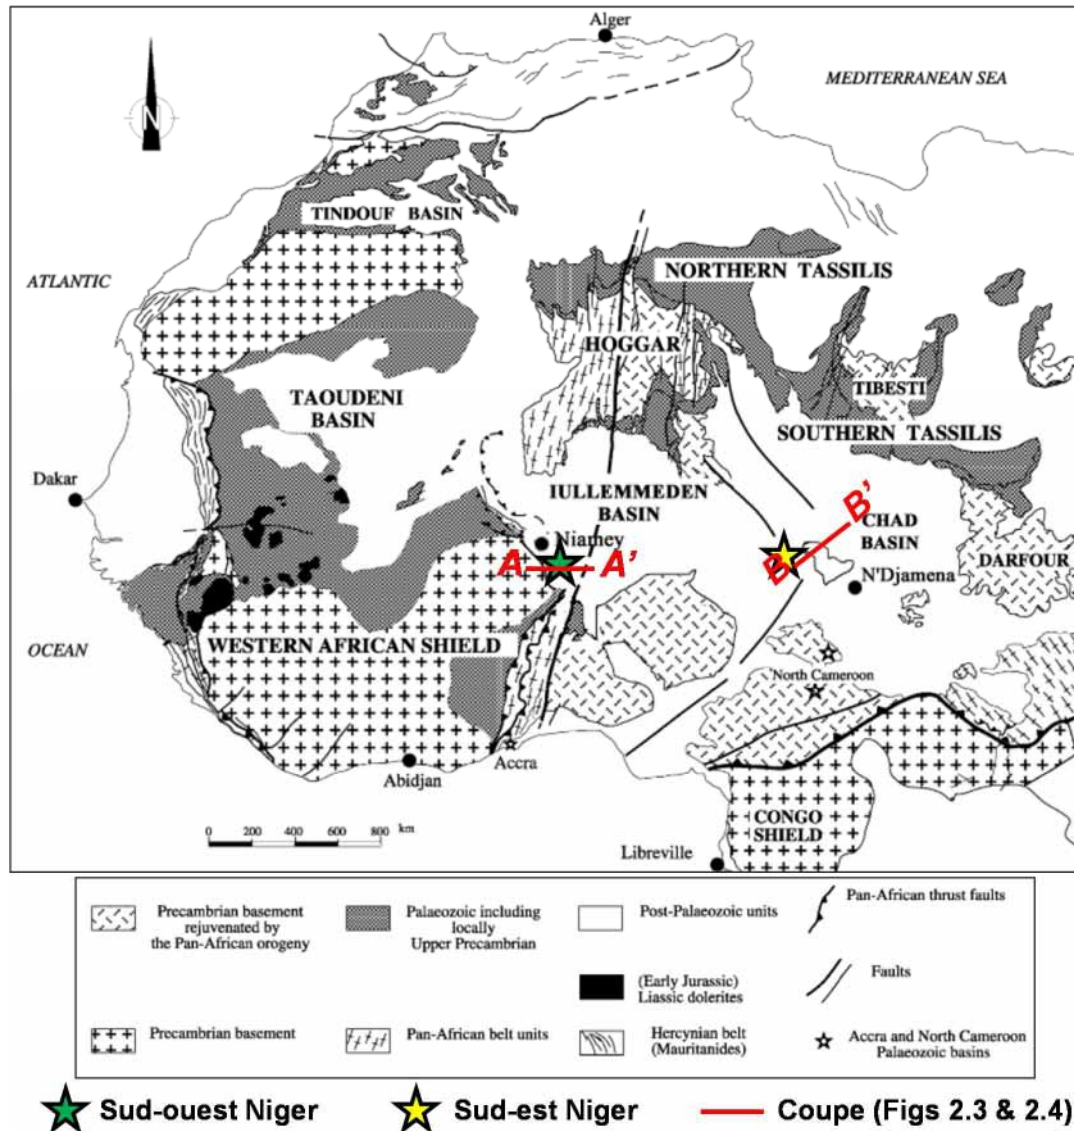 Alger
MEDITERRANEAN SEA
N
TINDOUF BASIN
ATLANTIC
NORTHERN TASSILIS
HOGGAR
TIBESTI
TAOUDENI
BASIN
SOUTHERN TASSILIS
Dakar
IULLEMMEDEN
BASIN
B'
CHAD
BASIN
Niamey
A A'
B
DARFOUR
N'Djamena
OCEAN
WESTERN AFRICAN SHIELD
North Cameroon
Accra
Abidjan
CONGO
SHIELD
0 200 400 600 800 km
Libreville
Precambrian basement
rejuvenated by
the Pan-African orogeny
Palaeozoic including
locally
Upper Precambrian
Post-Palaeozoic units
Pan-African thrust faults
(Early Jurassic)
Liassic dolerites
Faults
Precambrian basement
Pan-African belt units
Hercynian belt
(Mauritanides)
Accra and North Cameroon
Palaeozoic basins
Sud-ouest Niger
Sud-est Niger
Coupe (Figs 2.3 & 2.4)